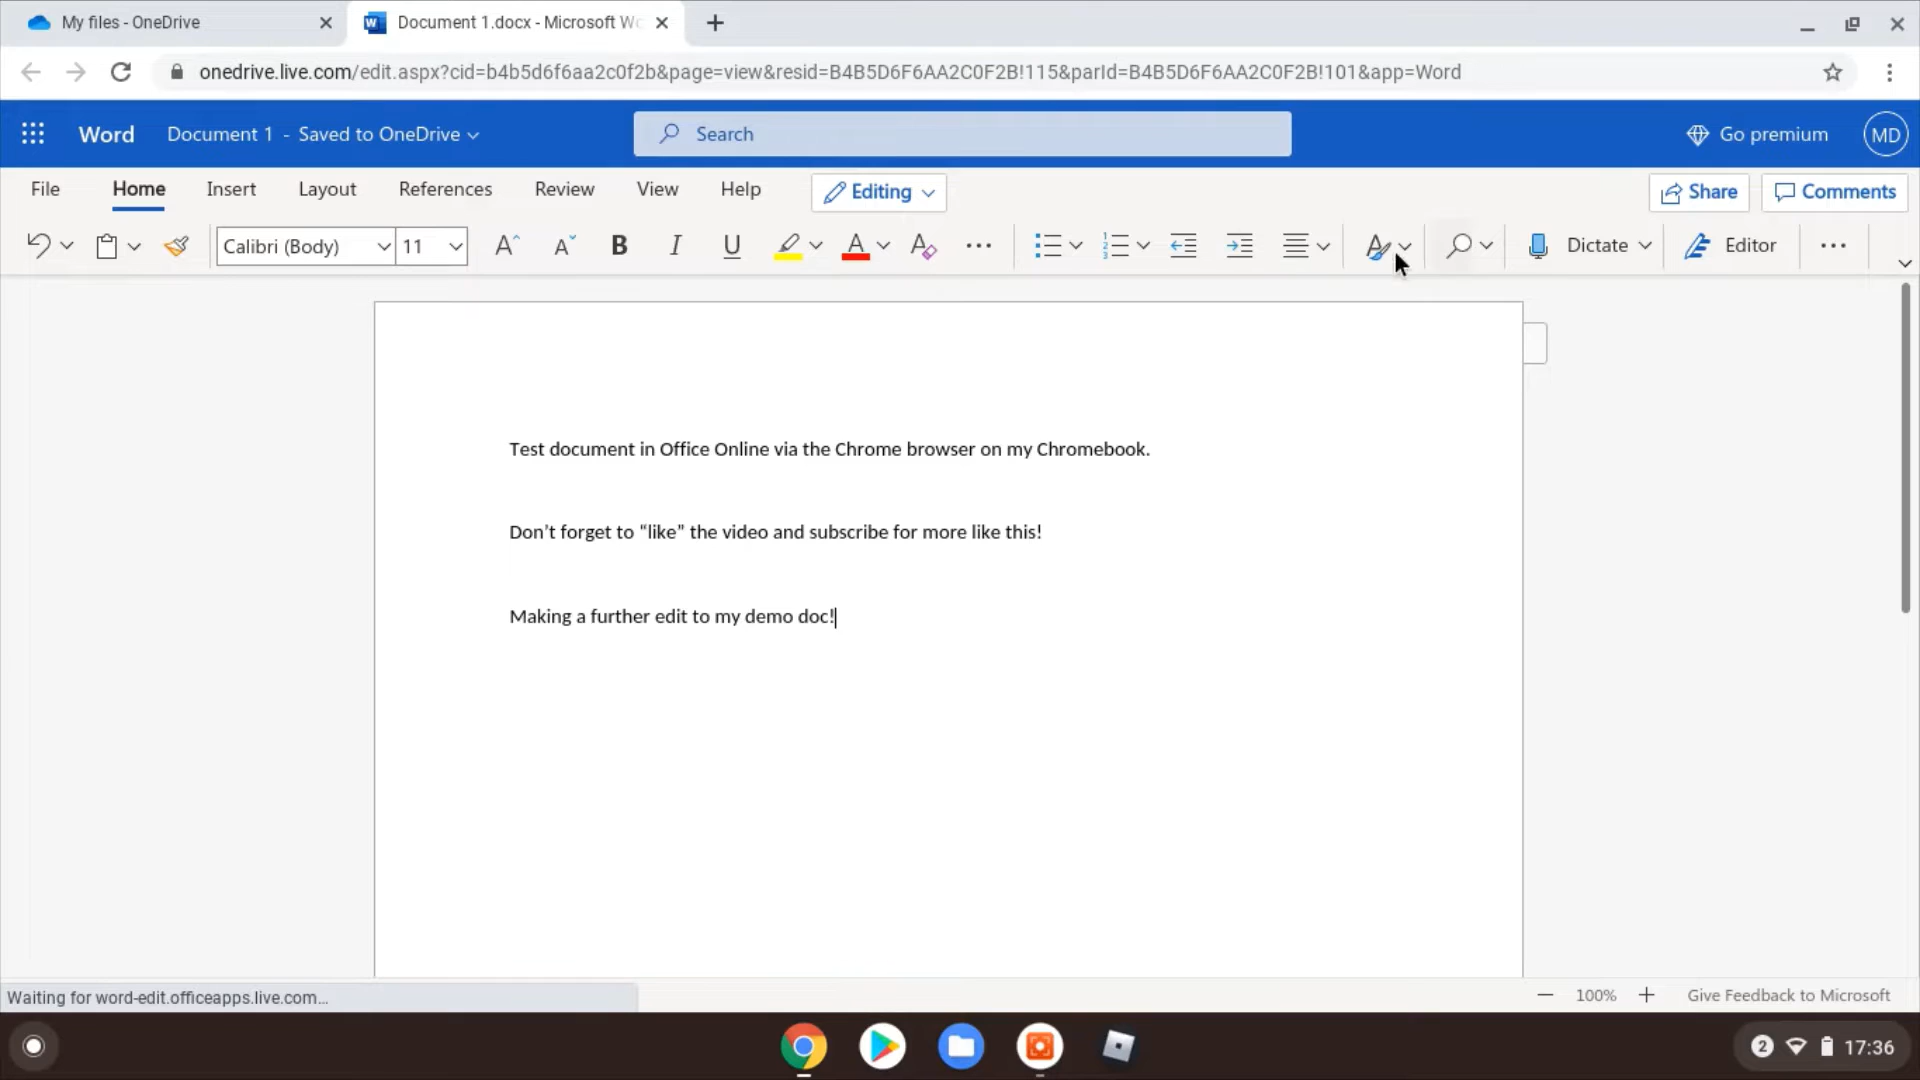 My files - OneDrive
Document 1.docx - Microsoft Wo
onedrive.live.com/edit.aspx?cid=b4b5d6f6aa2c0f2b&page=view&resid=B4B5D6F6AA2C0F2B!115&parId=B4B5D6F6AA2C0F2B!101&app=Word
Word Document 1 - Saved to OneDrive Search Go premium MD
File Home Insert Layout References Review View Help Editing Share Comments
Calibri (Body) 11 A A B I U A A Dictate Editor
Test document in Office Online via the Chrome browser on my Chromebook.
Don’t forget to “like” the video and subscribe for more like this!
Making a further edit to my demo doc!
Waiting for word-edit.officeapps.live.com... 100% Give Feedback to Microsoft
2 17:36